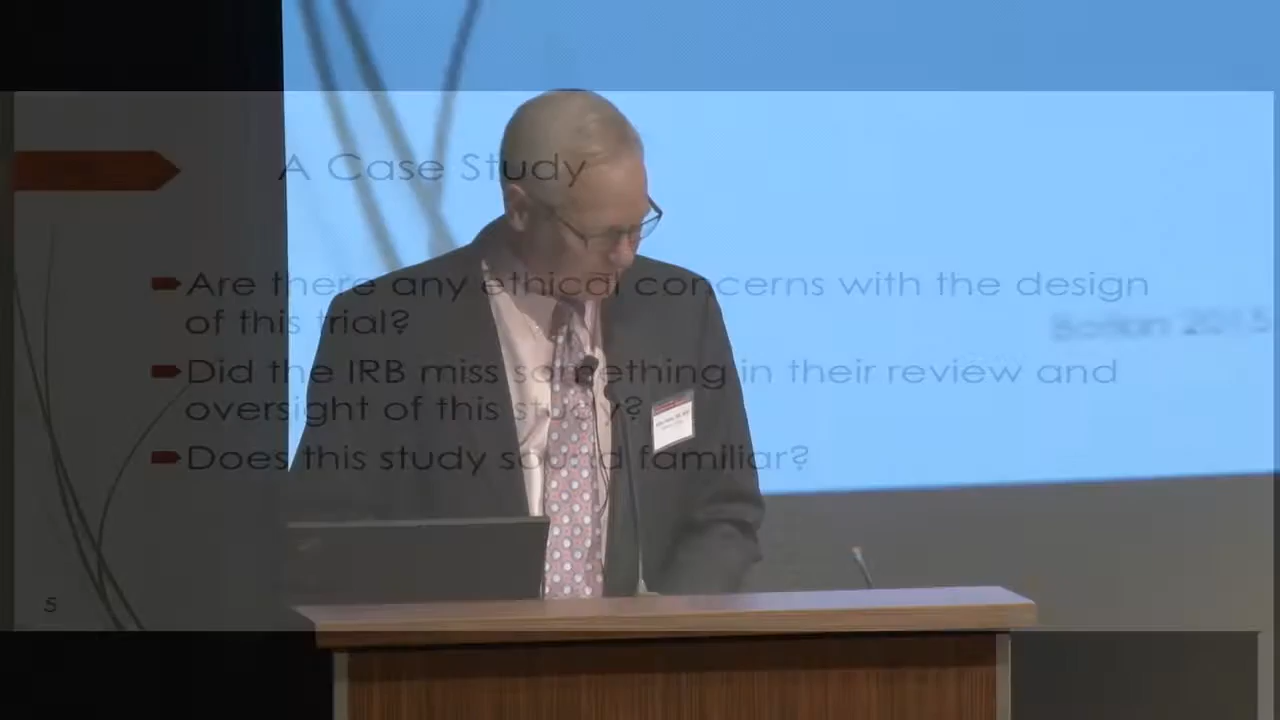 A Case Study
Are there any ethical concerns with the design
of this trial?
Did the IRB miss something in their review and
oversight of this study?
Does this study sound familiar?
2015
5